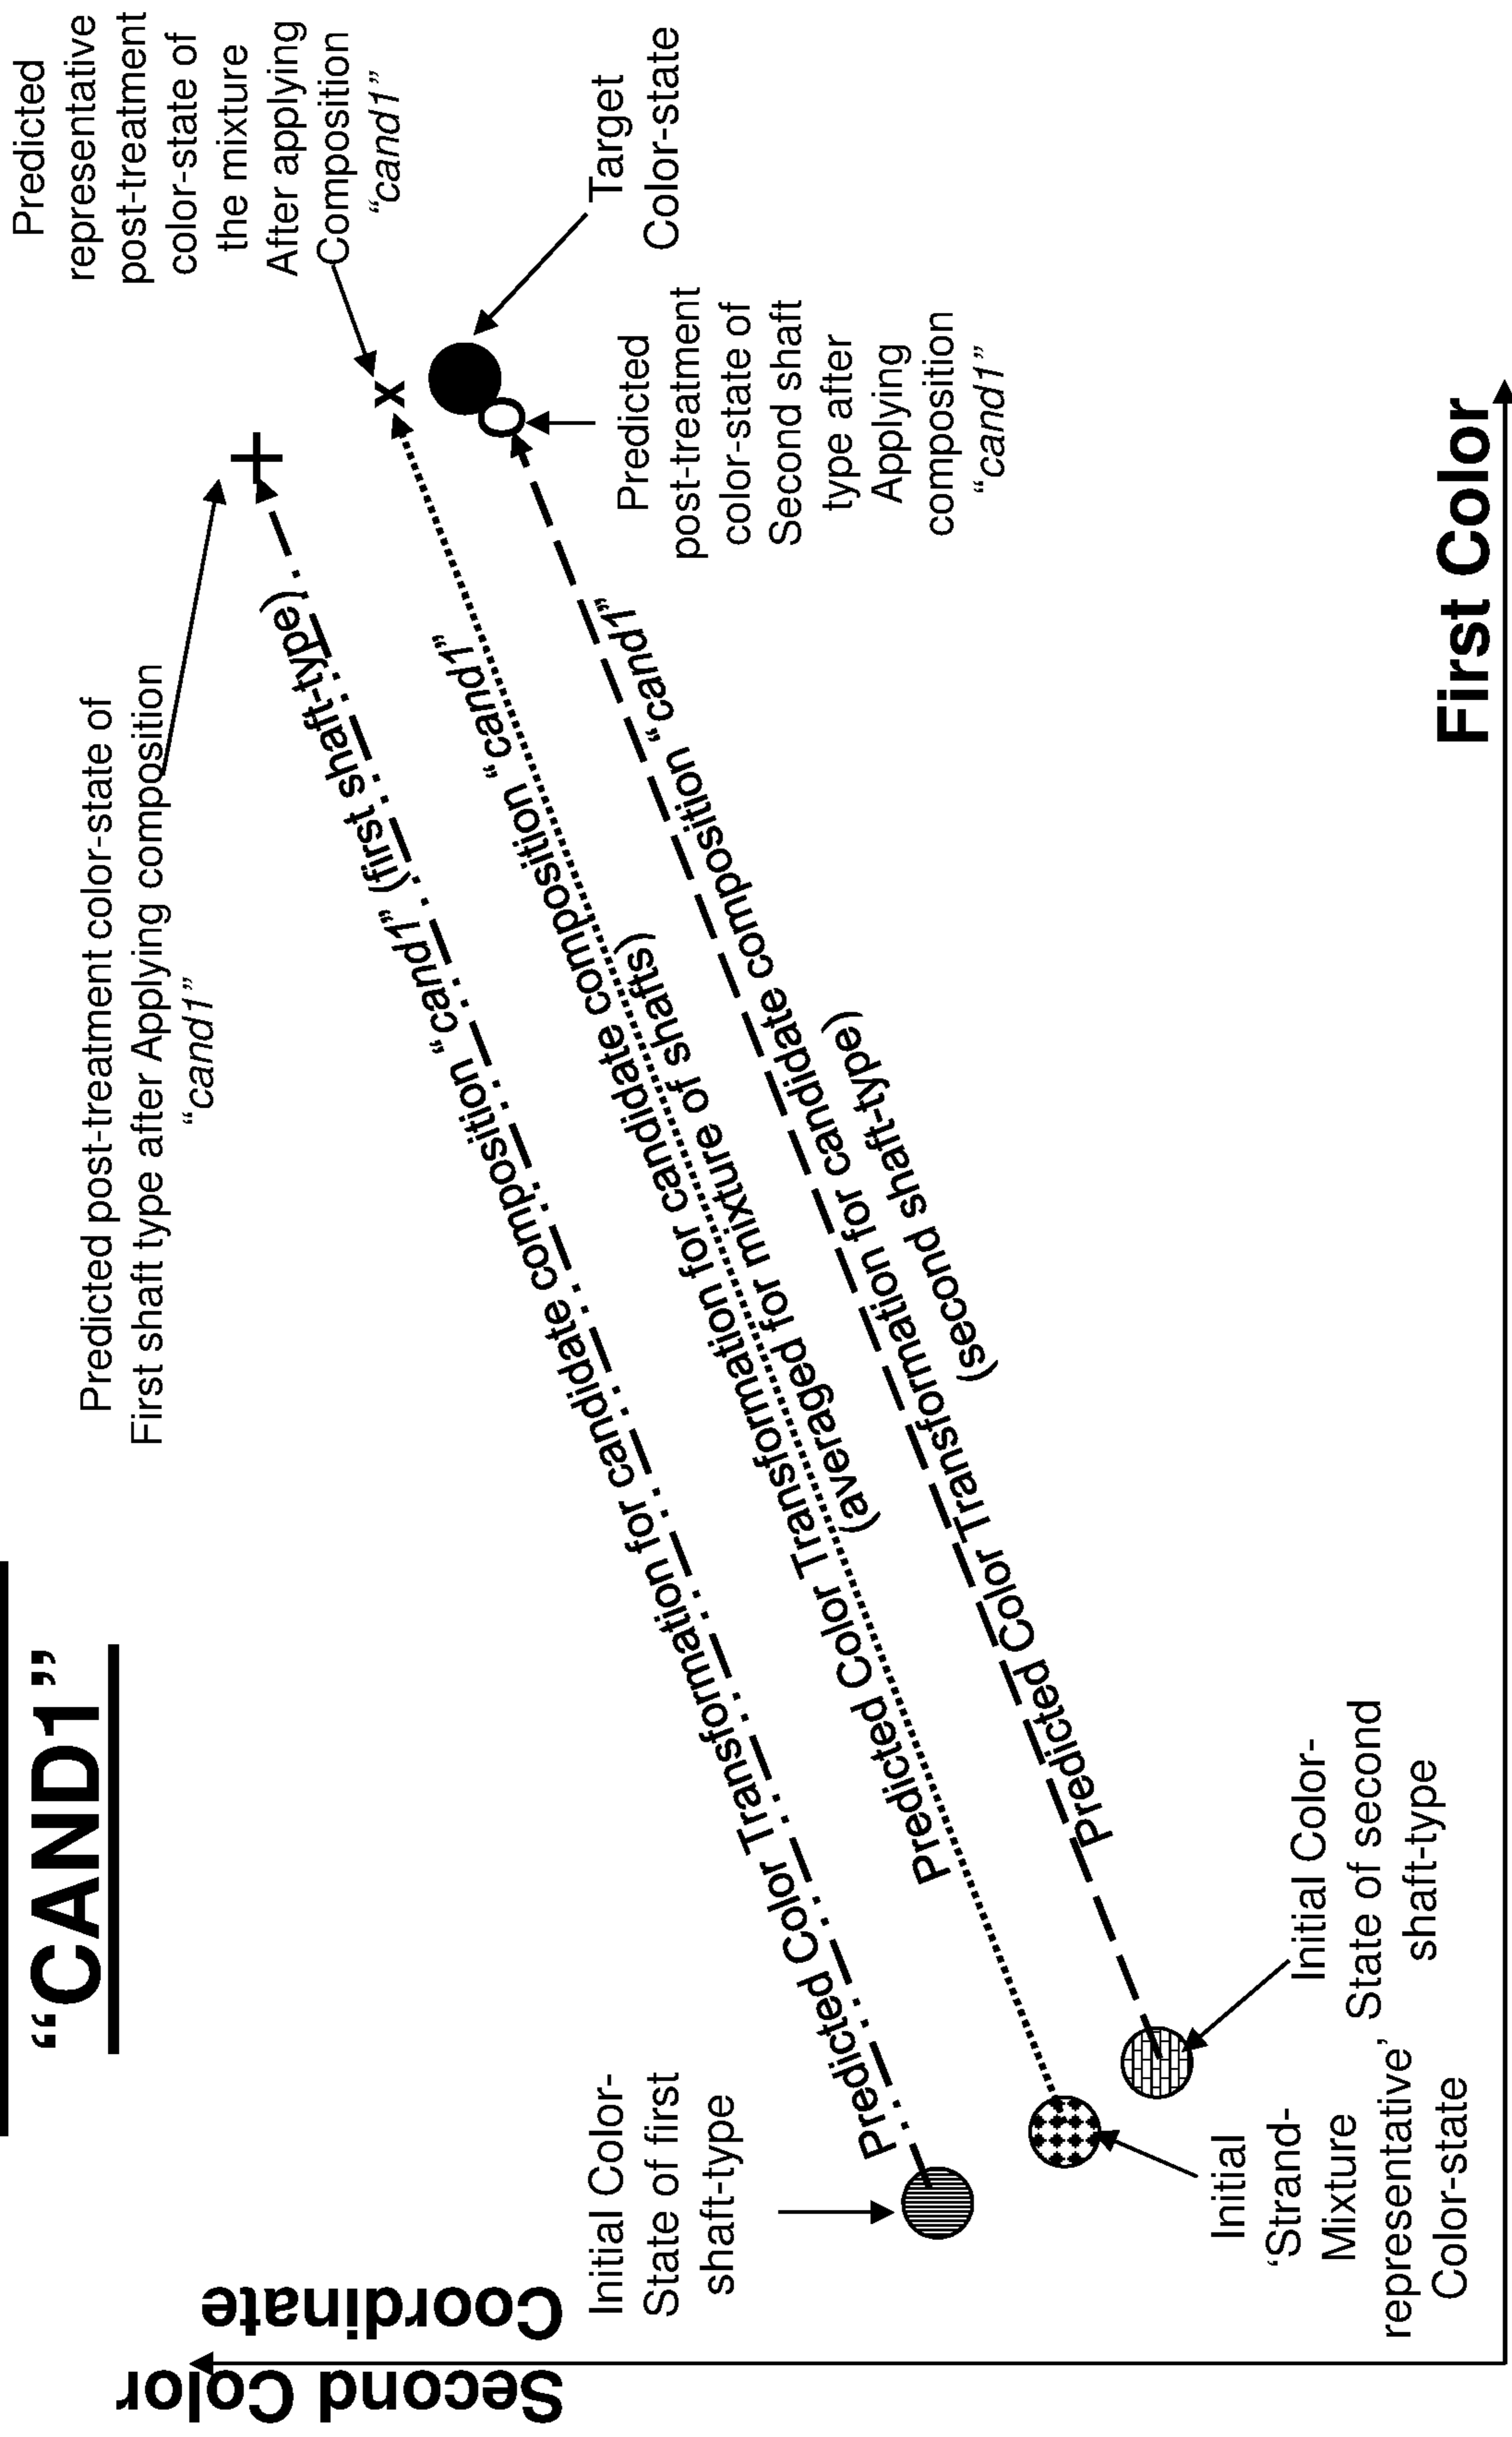 “CAND1”
Second Color
Coordinate
Predicted post-treatment color-state of
First shaft type after Applying composition
“cand1”
Predicted
representative
post-treatment
color-state of
the mixture
After applying
Composition
“cand1”
Target
Color-state
Predicted
post-treatment
color-state of
Second shaft
type after
Applying
composition
“cand1”
Predicted Color Transformation for candidate composition “cand1” (first shaft-type)
Predicted Color Transformation for candidate composition “cand1”
(averaged for mixture of shafts)
Predicted Color Transformation for candidate composition “cand1”
(second shaft-type)
Initial Color-
State of first
shaft-type
Initial
‘Strand-
Mixture
representative’
Color-state
Initial Color-
State of second
shaft-type
x
O
First Color